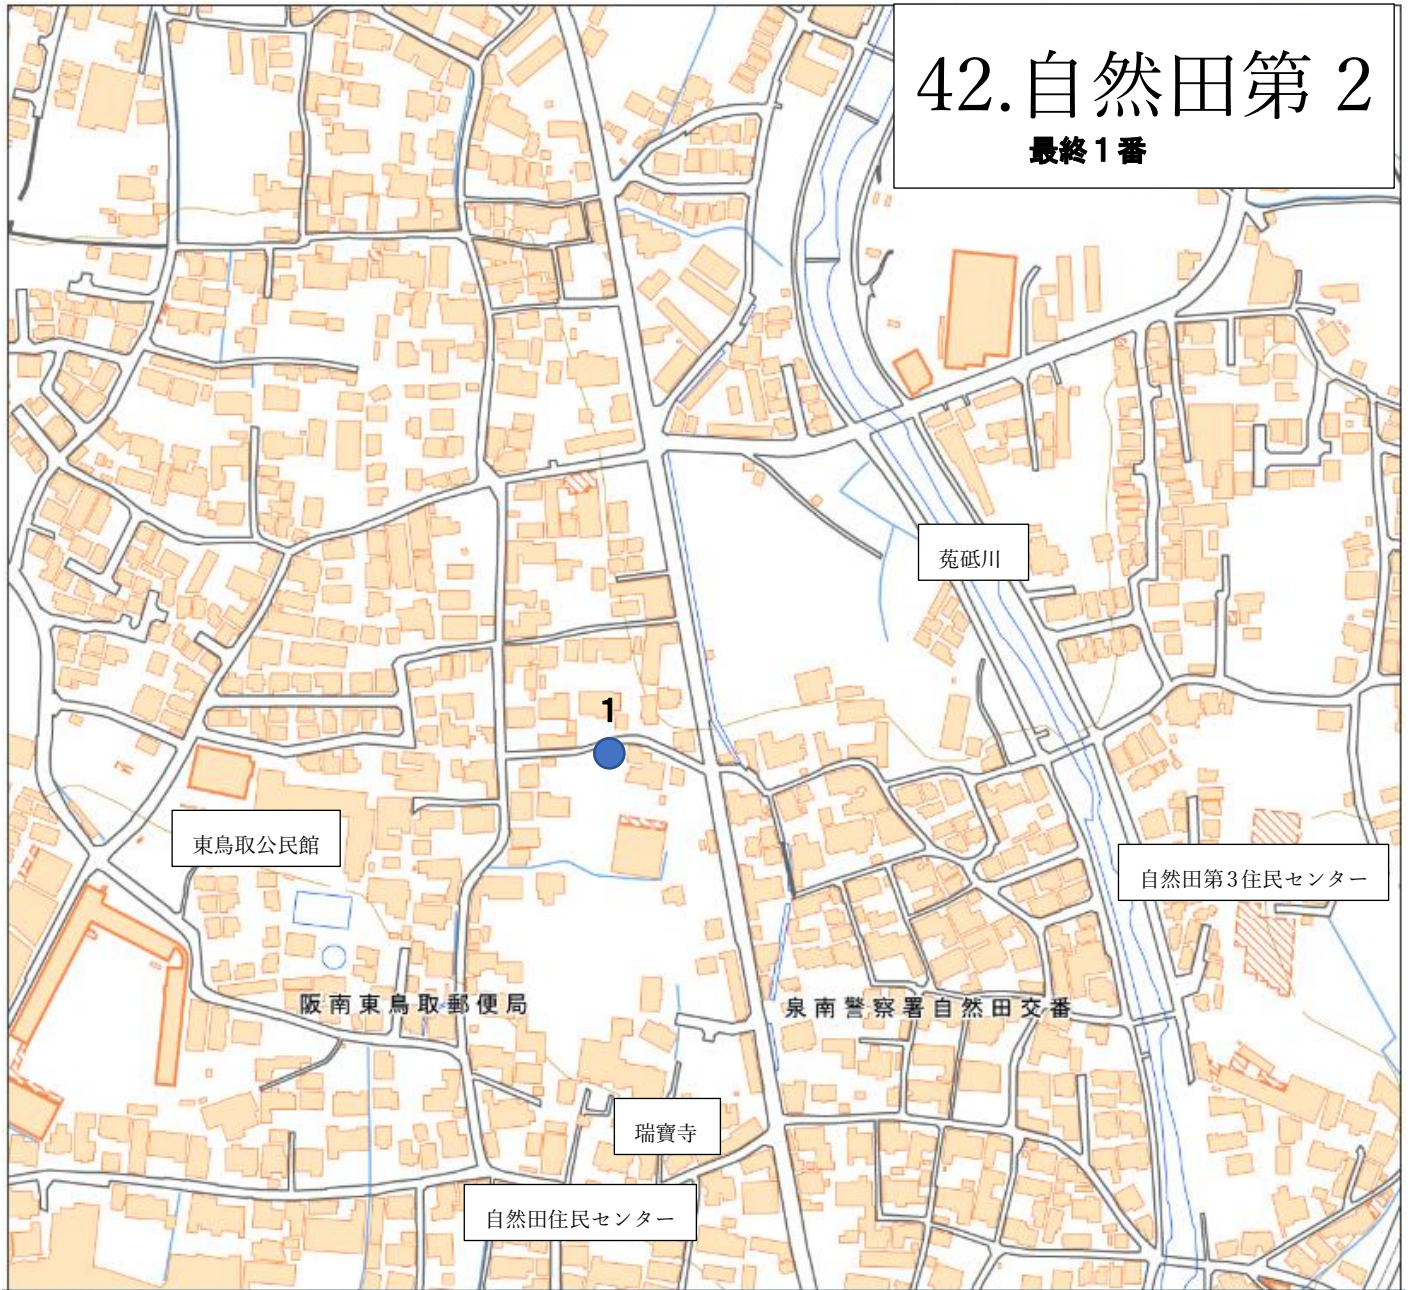 42.自然田第 2
最終1番
菟砥川
1
東鳥取公民館
自然田第3住民センター
阪南東鳥取郵便局
泉南警察署自然田交番
瑞寶寺
自然田住民センター